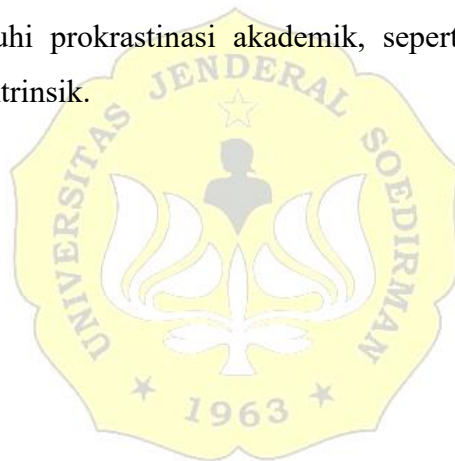 uhi prokrastinasi akademik, sepert
trinsik.
UNIVERSITAS JENDERAL SOEDIRMAN
1963